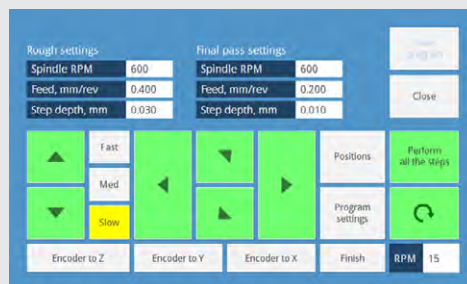 Rough settings
Final pass settings
Spindle RPM 600
Spindle RPM 600
Feed, mm/rev 0.400
Feed, mm/rev 0.200
Step depth, mm 0.030
Step depth, mm 0.010
Close
Fast
Med
Slow
Positions
Perform
all the steps
Program
settings
Encoder to Z
Encoder to Y
Encoder to X
Finish
RPM 15